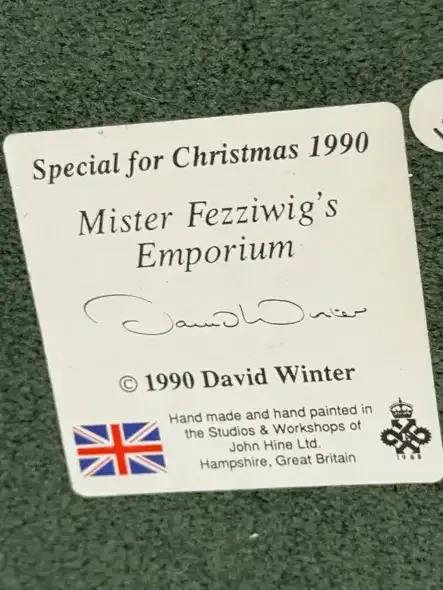 Special for Christmas 1990
Mister Fezziwig's
Emporium
David Winter
© 1990 David Winter
Hand made and hand painted in
the Studios & Workshops of
John Hine Ltd.
Hampshire, Great Britain
1988